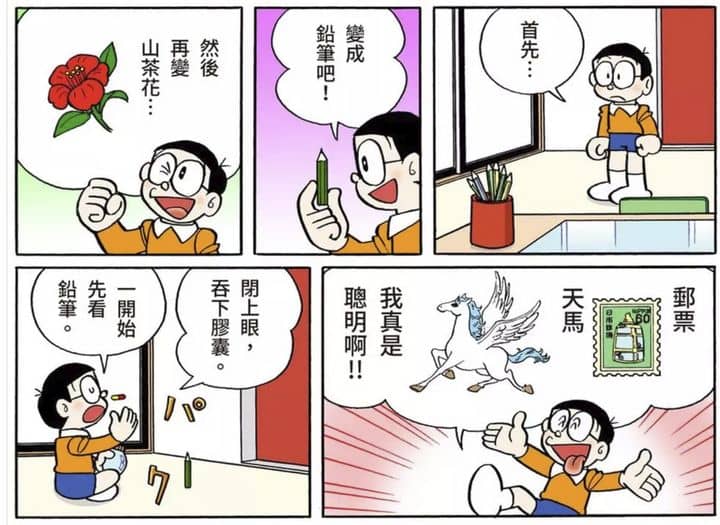 首先…
變成
鉛筆吧！
然後
再變
山茶花…
郵票
60
天馬
我真是
聰明啊!!
閉上眼，
吞下膠囊。
一開始
先看
鉛筆。
パク